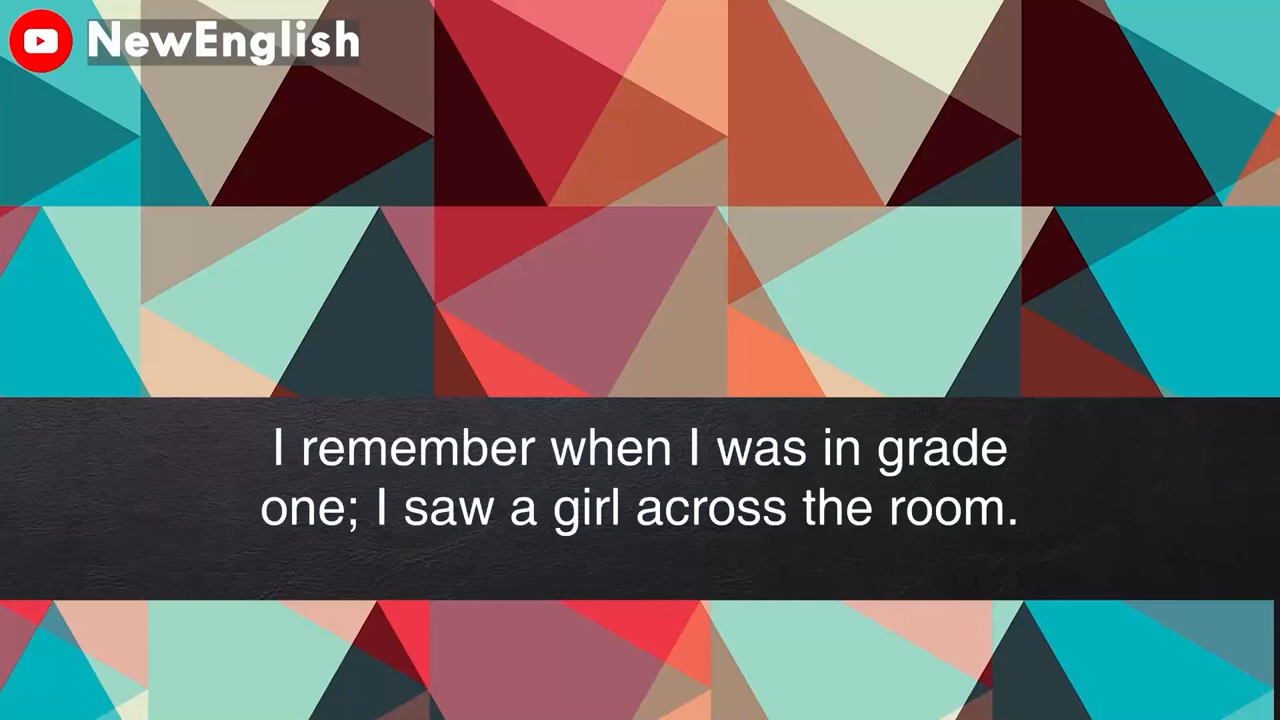 NewEnglish
I remember when I was in grade
one; I saw a girl across the room.